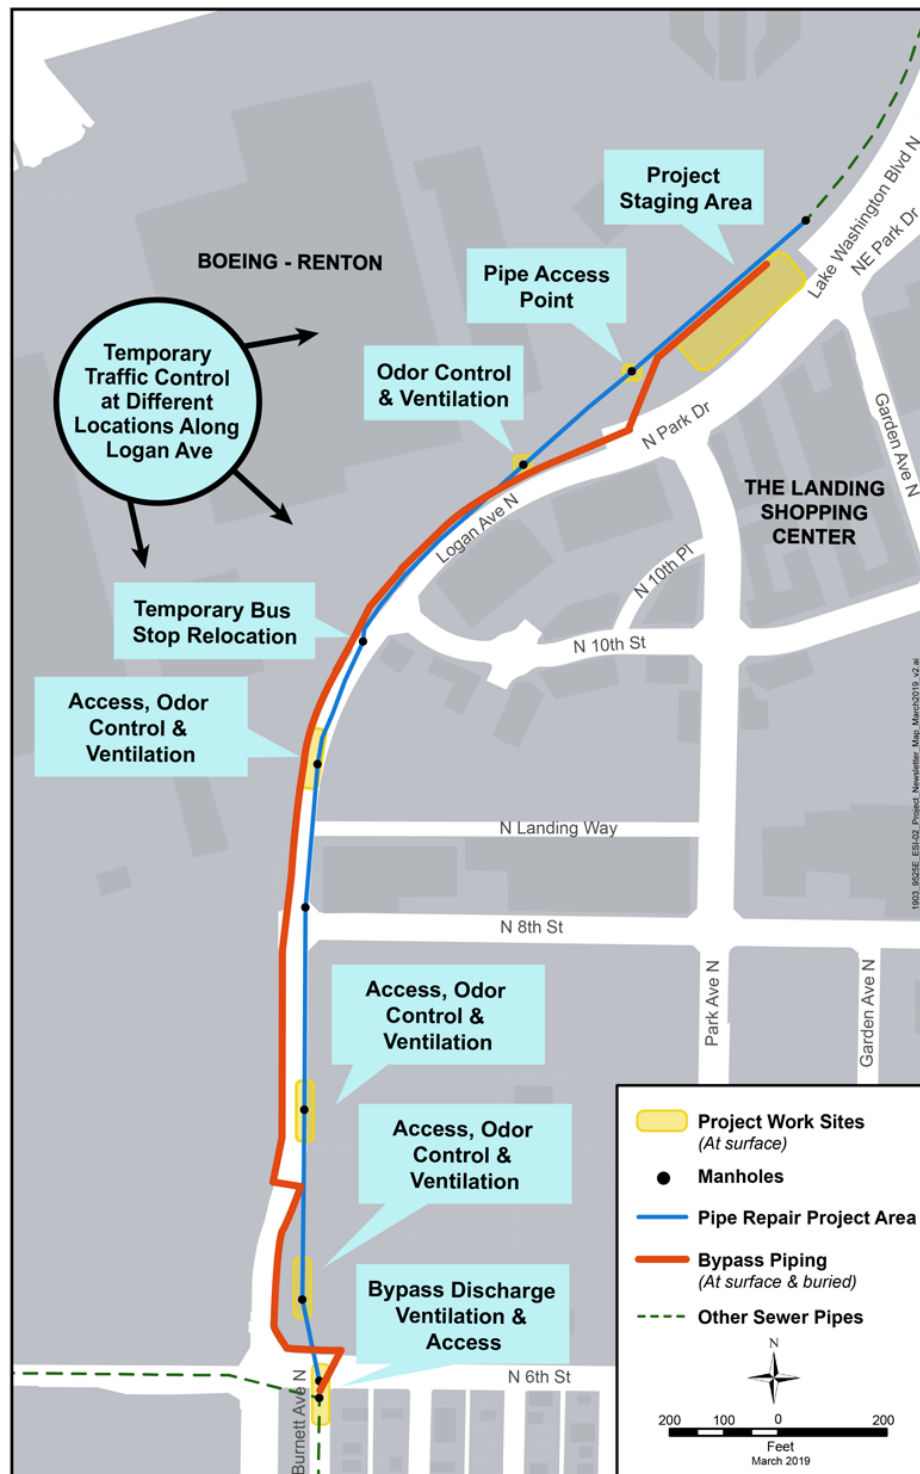 Project
Staging Area
Lake Washington Blvd N
NE Park Dr
BOEING - RENTON
Pipe Access
Point
Temporary
Traffic Control
at Different
Locations Along
Logan Ave
Odor Control
& Ventilation
N Park Dr
Garden Ave N
THE LANDING
SHOPPING
CENTER
Logan Ave N
N 10th Pl
Temporary Bus
Stop Relocation
N 10th St
Access, Odor
Control &
Ventilation
N Landing Way
1903_9525E_ESI-02_Project_Newsletter_Map_March2019_v2.ai
N 8th St
Park Ave N
Garden Ave N
Access, Odor
Control &
Ventilation
Access, Odor
Control &
Ventilation
Bypass Discharge
Ventilation &
Access
N 6th St
Burnett Ave N
Project Work Sites
(At surface)
Manholes
Pipe Repair Project Area
Bypass Piping
(At surface & buried)
Other Sewer Pipes
N
200 100 0 200
Feet
March 2019